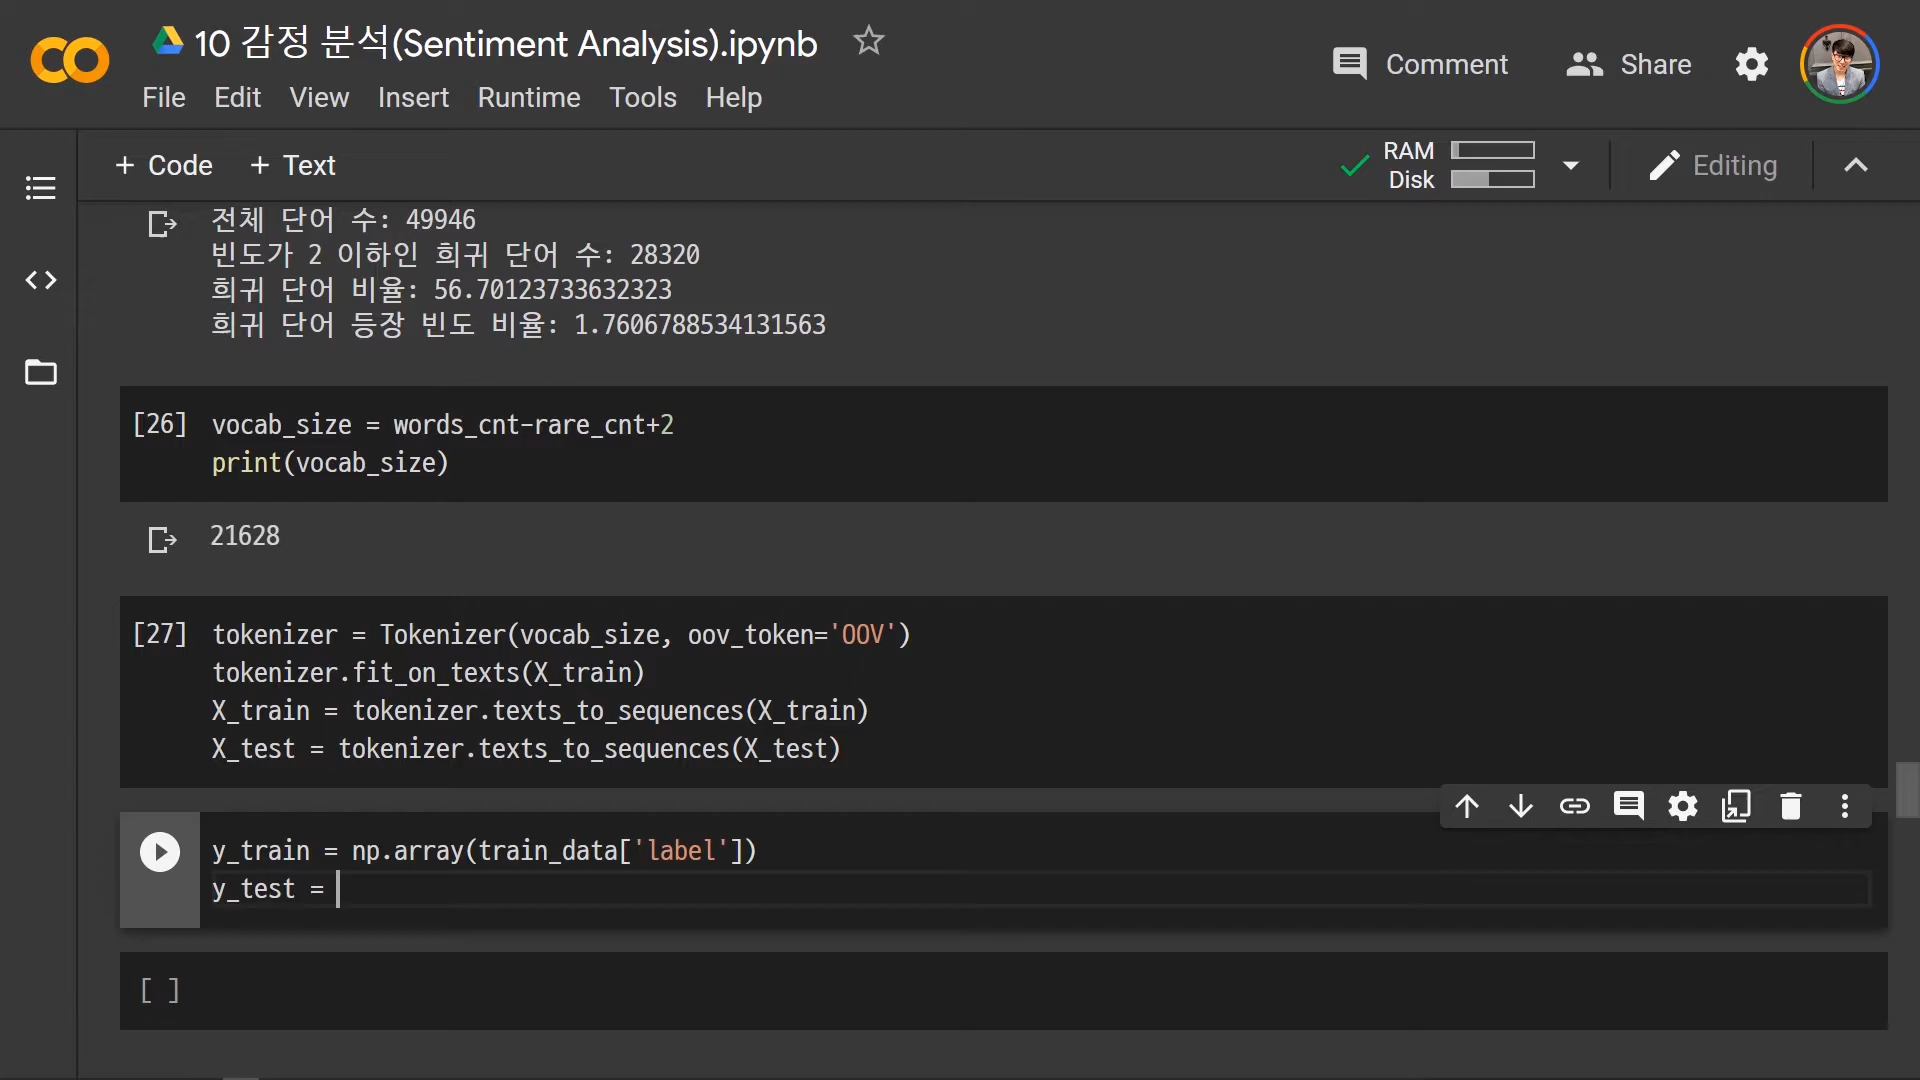 10 감정 분석(Sentiment Analysis).ipynb
Comment
Share
File Edit View Insert Runtime Tools Help
+ Code + Text
RAM
Disk
Editing
전체 단어 수: 49946
빈도가 2 이하인 희귀 단어 수: 28320
희귀 단어 비율: 56.70123733632323
희귀 단어 등장 빈도 비율: 1.7606788534131563
[26] vocab_size = words_cnt-rare_cnt+2
print(vocab_size)
21628
[27] tokenizer = Tokenizer(vocab_size, oov_token='OOV')
tokenizer.fit_on_texts(X_train)
X_train = tokenizer.texts_to_sequences(X_train)
X_test = tokenizer.texts_to_sequences(X_test)
y_train = np.array(train_data['label'])
y_test =
[ ]